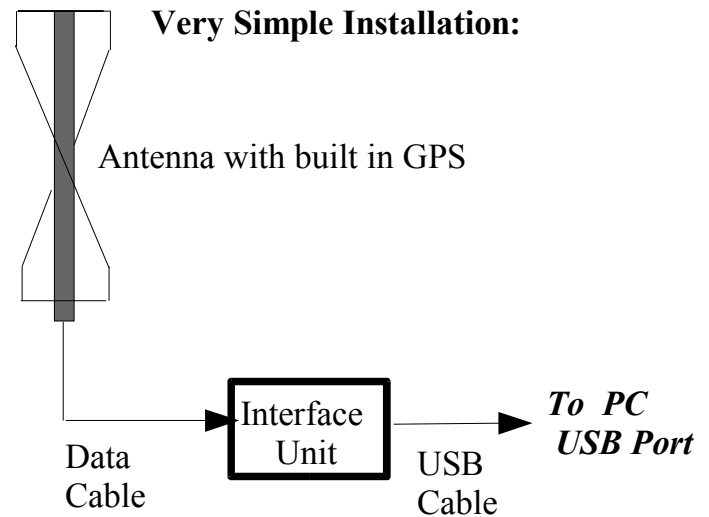 Very Simple Installation:
Antenna with built in GPS
Interface
Unit
To PC
USB Port
Data
Cable
USB
Cable